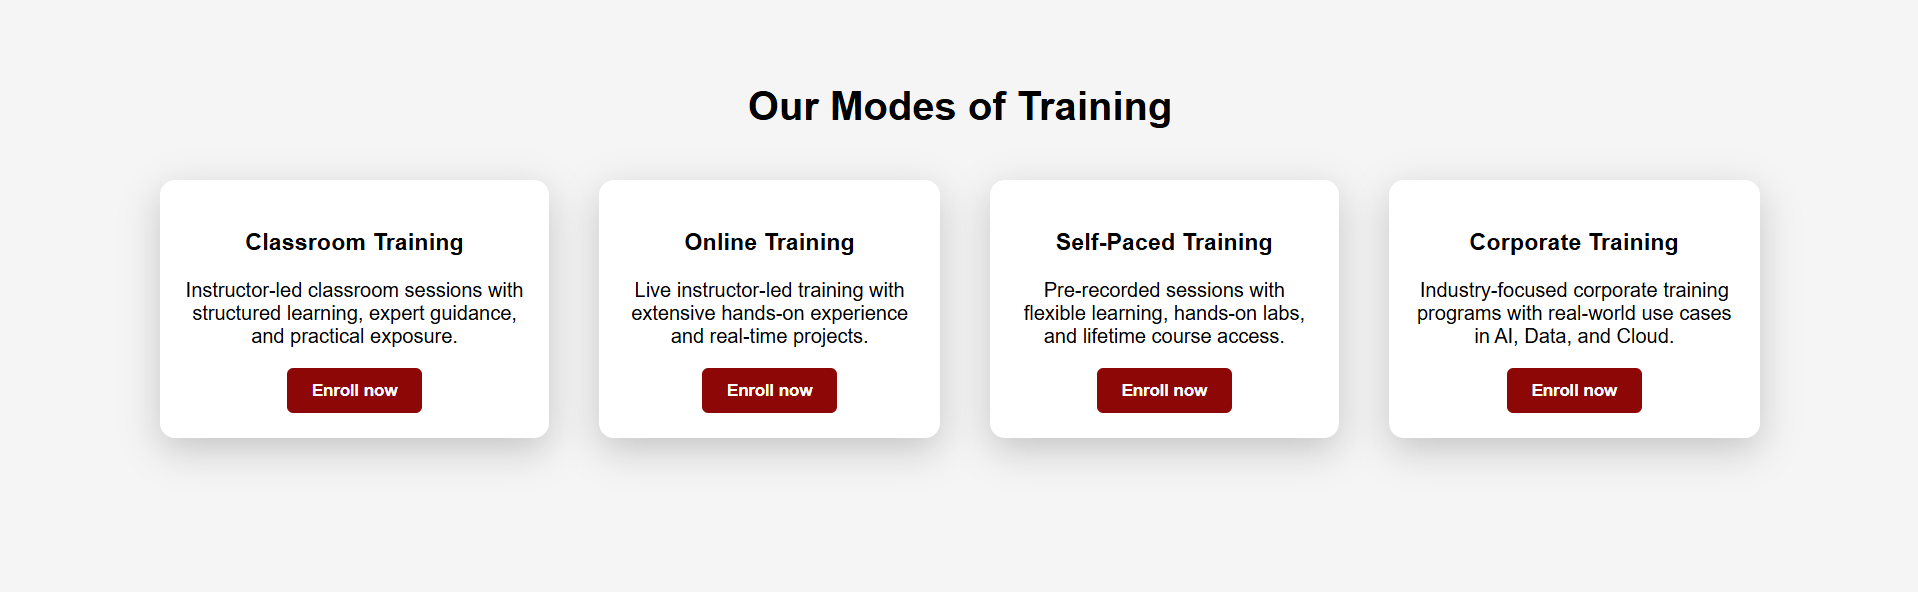 Our Modes of Training
Classroom Training
Instructor-led classroom sessions with
structured learning, expert guidance,
and practical exposure.
Enroll now
Online Training
Live instructor-led training with
extensive hands-on experience
and real-time projects.
Enroll now
Self-Paced Training
Pre-recorded sessions with
flexible learning, hands-on labs,
and lifetime course access.
Enroll now
Corporate Training
Industry-focused corporate training
programs with real-world use cases
in AI, Data, and Cloud.
Enroll now